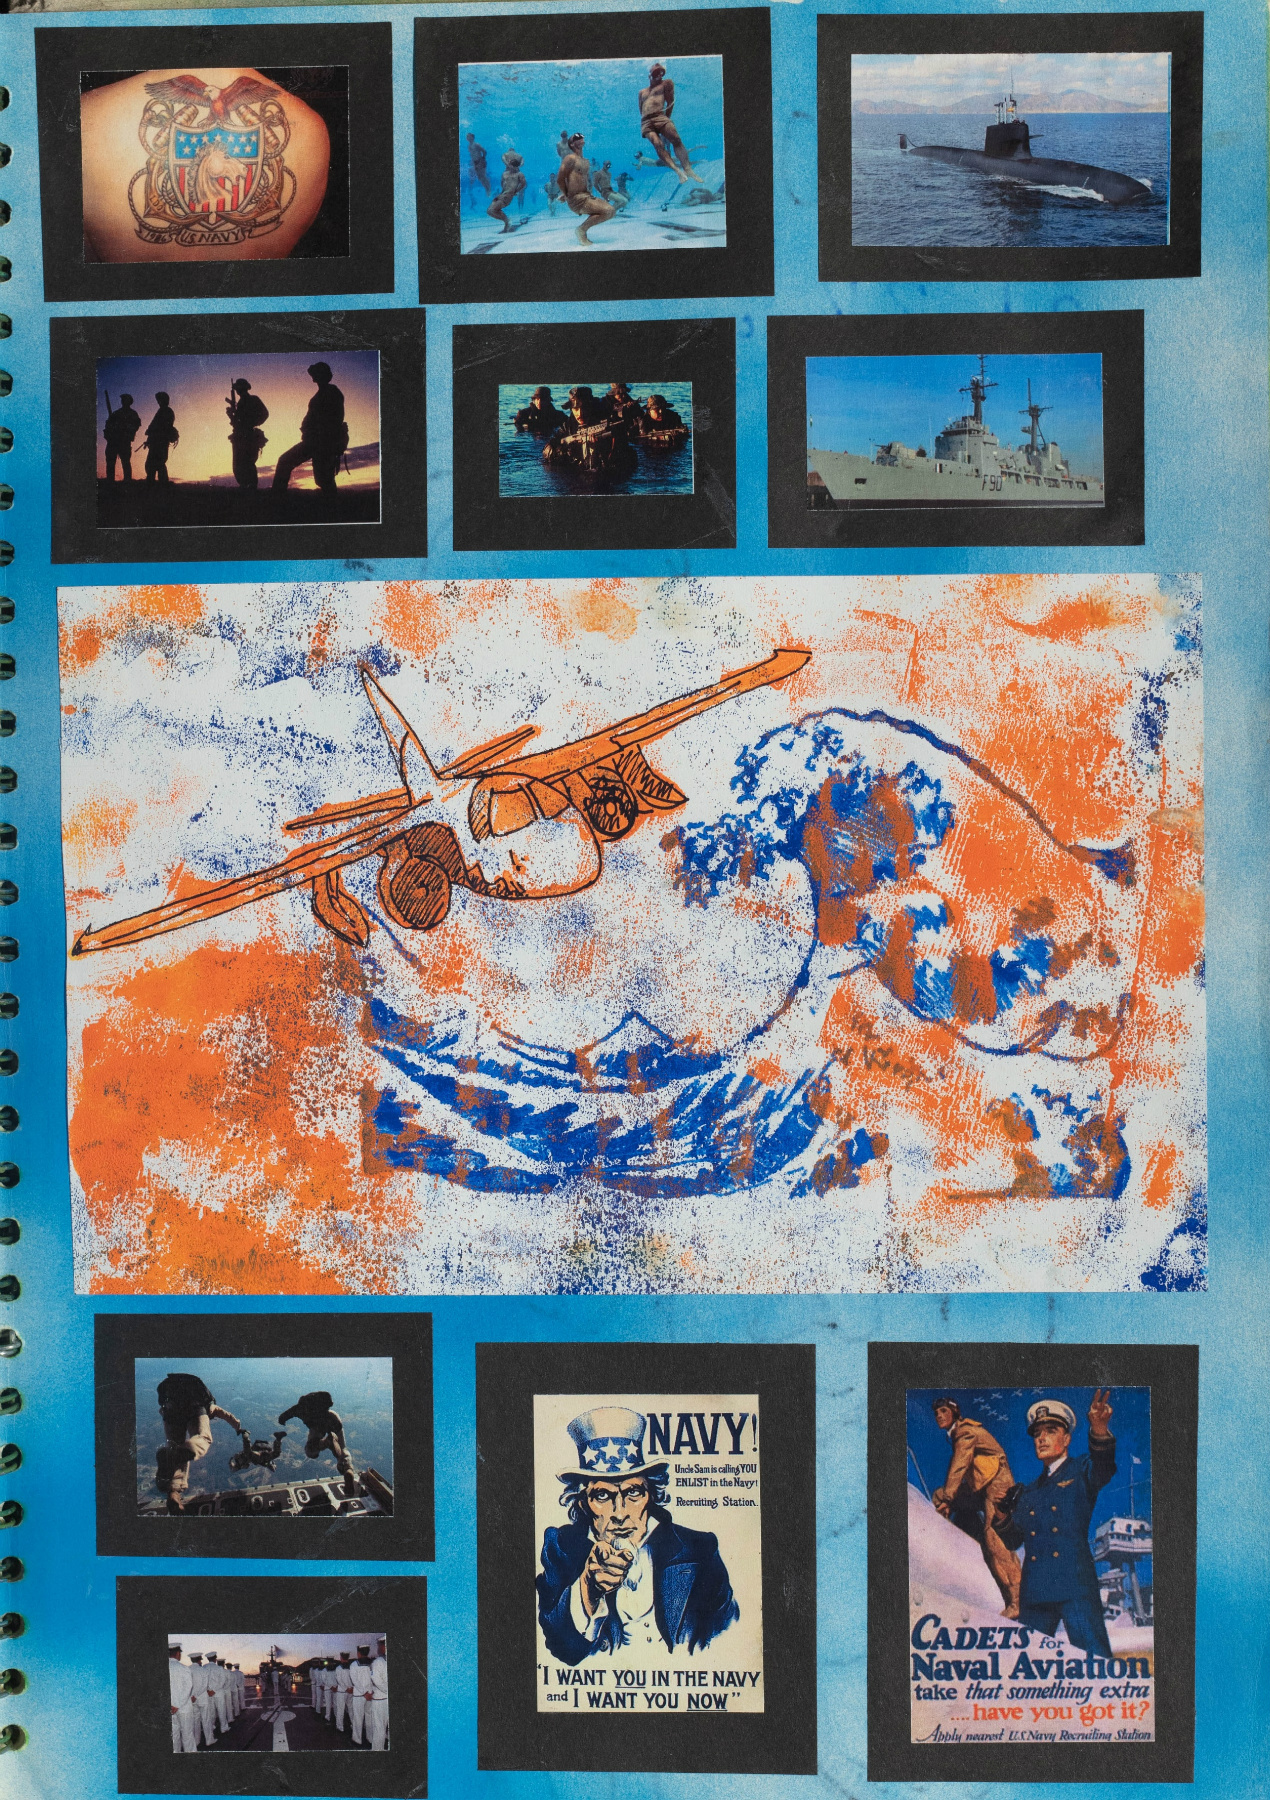 1986 U.S. NAVY
F90
NAVY!
Uncle Sam is calling YOU
ENLIST in the Navy!
Recruiting Station.
"I WANT YOU IN THE NAVY
and I WANT YOU NOW"
CADETS for
Naval Aviation
take that something extra
....have you got it?
Apply nearest U.S. Navy Recruiting Station